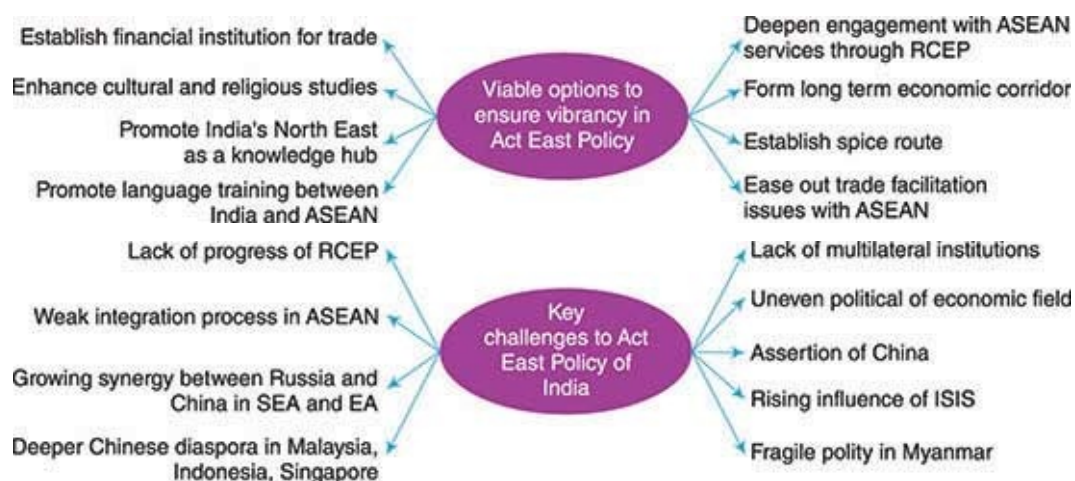 Establish financial institution for trade
Enhance cultural and religious studies
Promote India's North East
as a knowledge hub
Promote language training between
India and ASEAN
Viable options to
ensure vibrancy in
Act East Policy
Deepen engagement with ASEAN
services through RCEP
Form long term economic corridor
Establish spice route
Ease out trade facilitation
issues with ASEAN
Lack of progress of RCEP
Weak integration process in ASEAN
Growing synergy between Russia and
China in SEA and EA
Deeper Chinese diaspora in Malaysia,
Indonesia, Singapore
Key
challenges to Act
East Policy of
India
Lack of multilateral institutions
Uneven political of economic field
Assertion of China
Rising influence of ISIS
Fragile polity in Myanmar